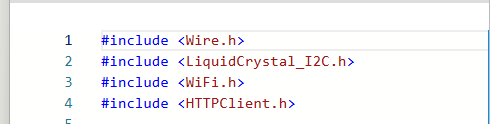 1 #include <Wire.h>
2 #include <LiquidCrystal_I2C.h>
3 #include <WiFi.h>
4 #include <HTTPClient.h>